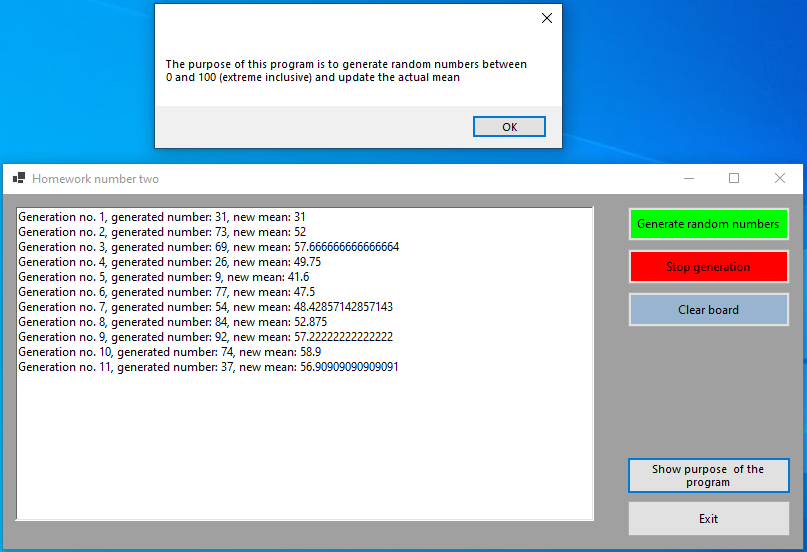 The purpose of this program is to generate random numbers between
0 and 100 (extreme inclusive) and update the actual mean
OK
Homework number two
Generation no. 1, generated number: 31, new mean: 31
Generation no. 2, generated number: 73, new mean: 52
Generation no. 3, generated number: 69, new mean: 57.666666666666664
Generation no. 4, generated number: 26, new mean: 49.75
Generation no. 5, generated number: 9, new mean: 41.6
Generation no. 6, generated number: 77, new mean: 47.5
Generation no. 7, generated number: 54, new mean: 48.42857142857143
Generation no. 8, generated number: 84, new mean: 52.875
Generation no. 9, generated number: 92, new mean: 57.22222222222222
Generation no. 10, generated number: 74, new mean: 58.9
Generation no. 11, generated number: 37, new mean: 56.90909090909091
Generate random numbers
Stop generation
Clear board
Show purpose  of the
program
Exit